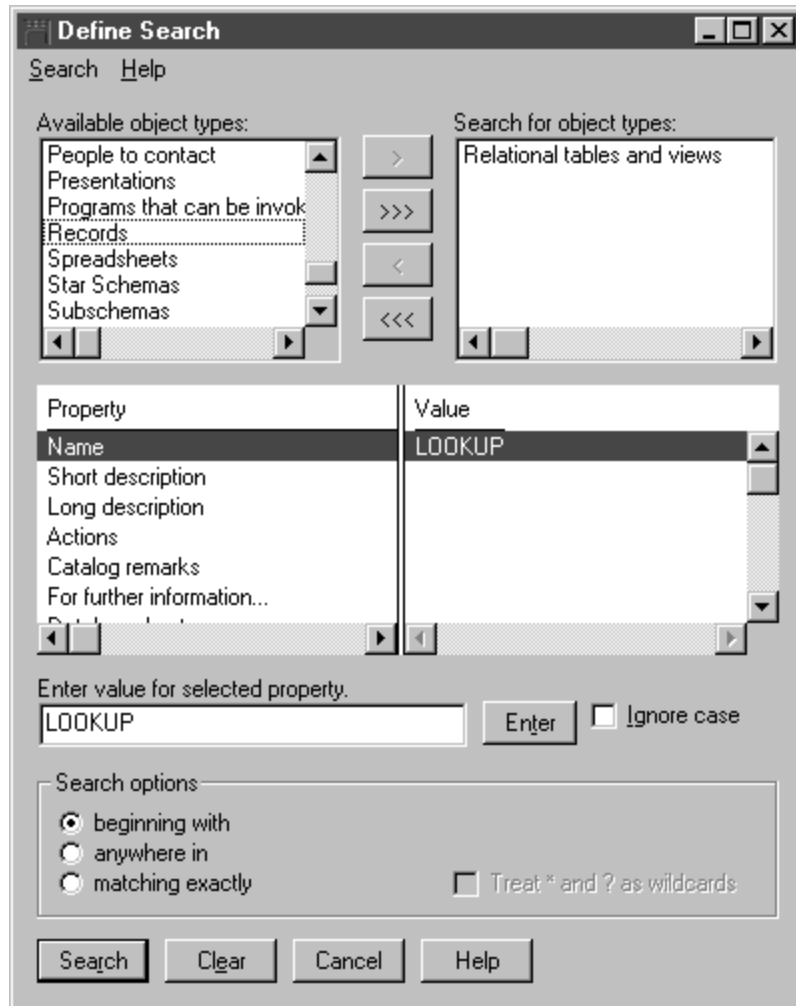 Define Search
Search Help
Available object types:
Search for object types:
People to contact
Presentations
Programs that can be invok
Records
Spreadsheets
Star Schemas
Subschemas
>
>>>
<
<<<
Relational tables and views
Property Value
Name LOOKUP
Short description
Long description
Actions
Catalog remarks
For further information...
Enter value for selected property.
LOOKUP
Enter
Ignore case
Search options
beginning with
anywhere in
matching exactly
Treat * and ? as wildcards
Search Clear Cancel Help